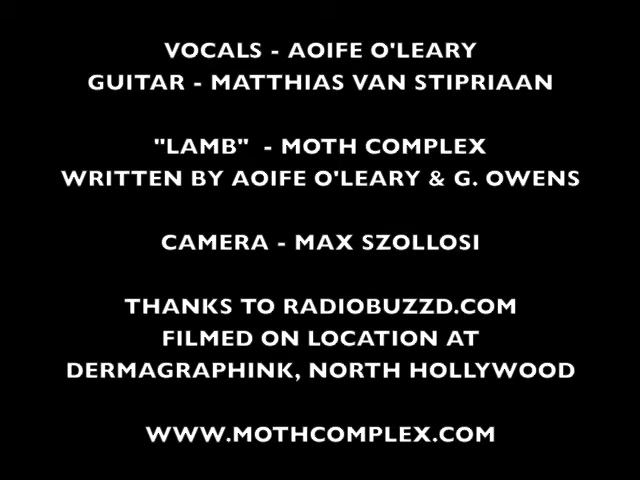 VOCALS - AOIFE O'LEARY
GUITAR - MATTHIAS VAN STIPRIAAN
"LAMB"  - MOTH COMPLEX
WRITTEN BY AOIFE O'LEARY & G. OWENS
CAMERA - MAX SZOLLOSI
THANKS TO RADIOBUZZD.COM
FILMED ON LOCATION AT
DERMAGRAPHINK, NORTH HOLLYWOOD
WWW.MOTHCOMPLEX.COM